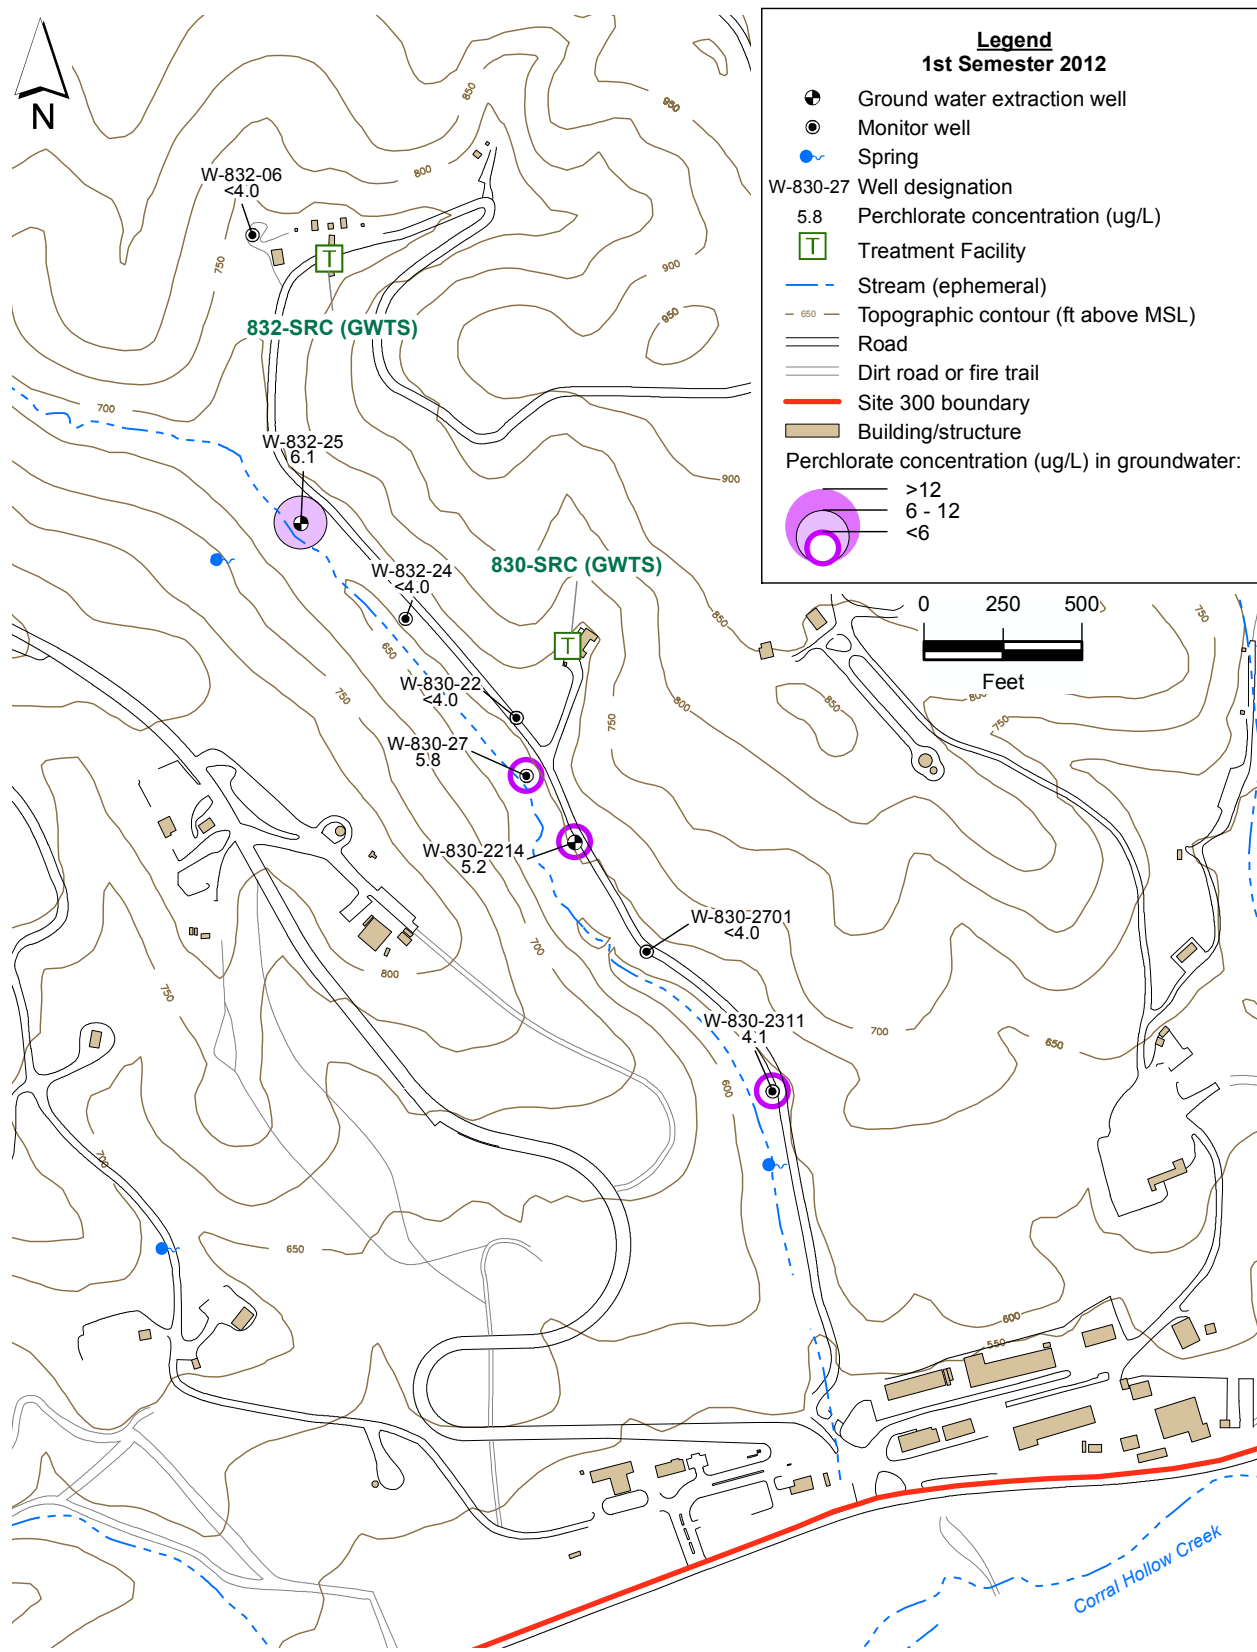 N
Legend
1st Semester 2012
Ground water extraction well
Monitor well
Spring
W-830-27 Well designation
5.8 Perchlorate concentration (ug/L)
T Treatment Facility
Stream (ephemeral)
650 Topographic contour (ft above MSL)
Road
Dirt road or fire trail
Site 300 boundary
Building/structure
Perchlorate concentration (ug/L) in groundwater:
>12
6 - 12
<6
0 250 500
Feet
850
950
800
W-832-06
<4.0
750
T
900
950
832-SRC (GWTS)
700
W-832-25
6.1
900
830-SRC (GWTS)
W-832-24
<4.0
850
750
T
650
W-830-22
<4.0
750
800
800
850
750
750
W-830-27
5.8
W-830-2214
5.2
W-830-2701
<4.0
700
800
750
W-830-2311
4.1
700
650
600
700
650
600
550
Corral Hollow Creek